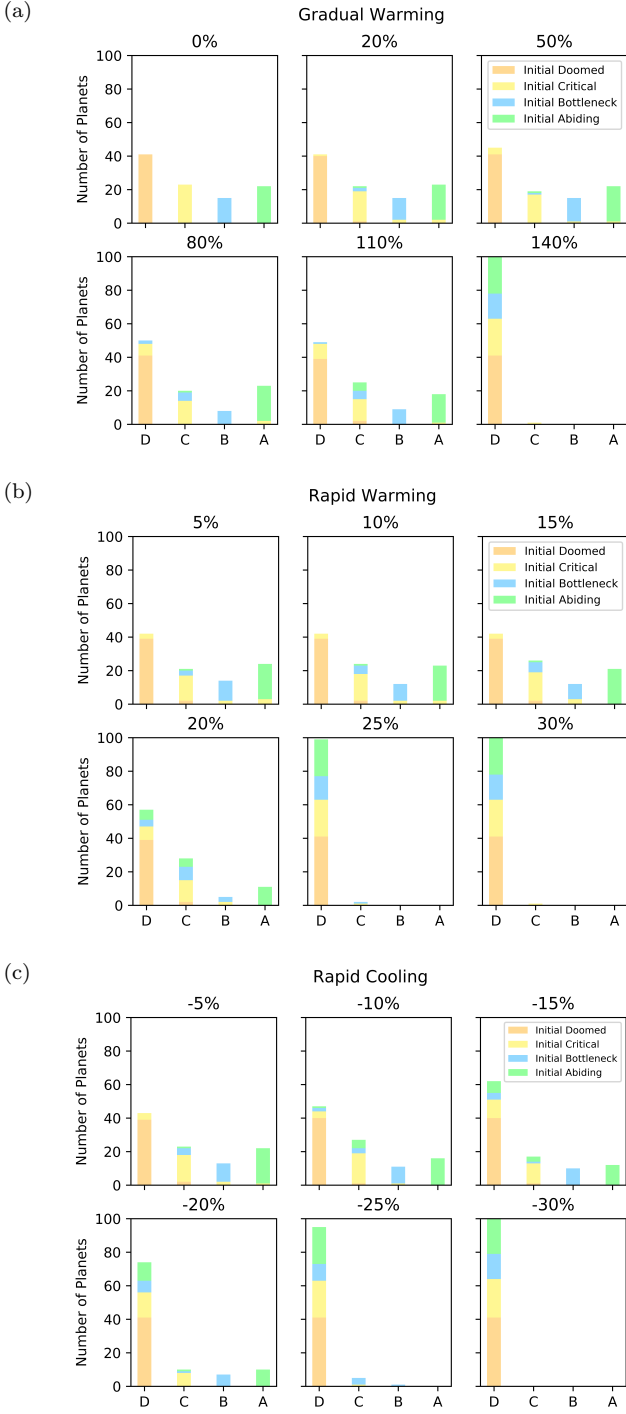 (a)
Gradual Warming
0% 20% 50%
100
80
60
40
20
0
Number of Planets
Initial Doomed
Initial Critical
Initial Bottleneck
Initial Abiding
80% 110% 140%
100
80
60
40
20
0
Number of Planets
D C B A D C B A D C B A
(b)
Rapid Warming
5% 10% 15%
100
80
60
40
20
0
Number of Planets
Initial Doomed
Initial Critical
Initial Bottleneck
Initial Abiding
20% 25% 30%
100
80
60
40
20
0
Number of Planets
D C B A D C B A D C B A
(c)
Rapid Cooling
-5% -10% -15%
100
80
60
40
20
0
Number of Planets
Initial Doomed
Initial Critical
Initial Bottleneck
Initial Abiding
-20% -25% -30%
100
80
60
40
20
0
Number of Planets
D C B A D C B A D C B A